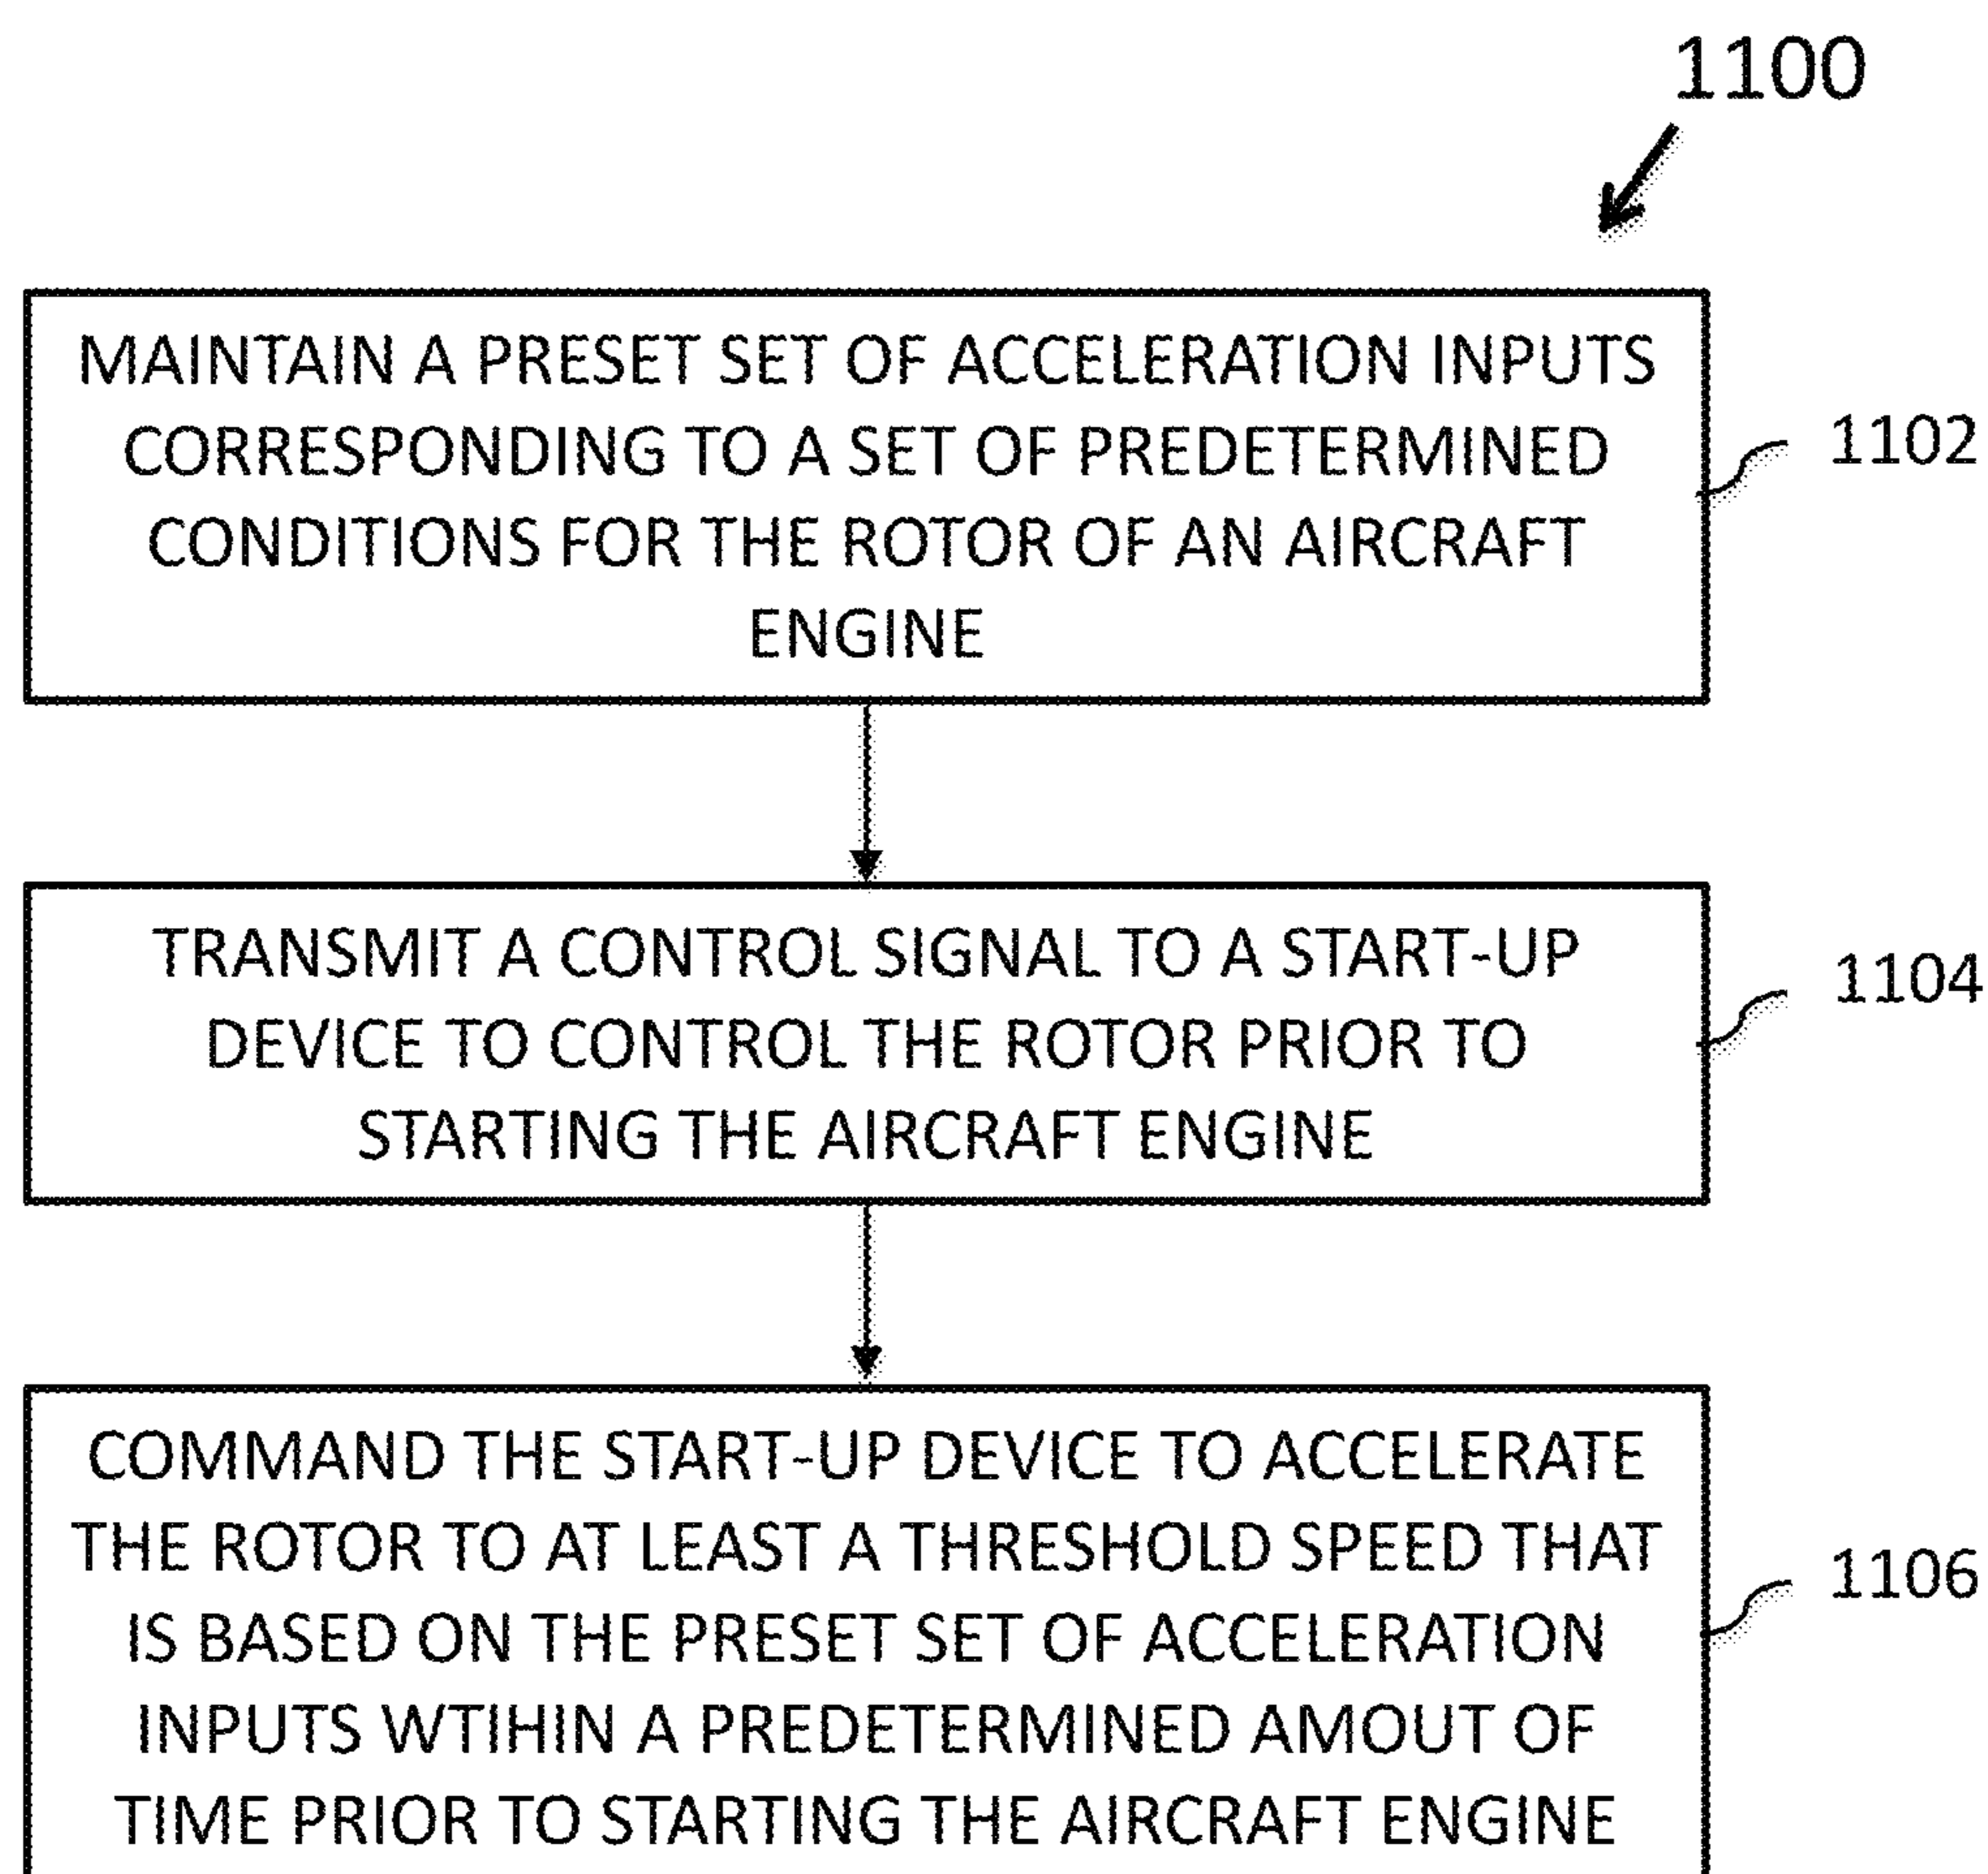 1100
MAINTAIN A PRESET SET OF ACCELERATION INPUTS
CORRESPONDING TO A SET OF PREDETERMINED
CONDITIONS FOR THE ROTOR OF AN AIRCRAFT
ENGINE
1102
TRANSMIT A CONTROL SIGNAL TO A START-UP
DEVICE TO CONTROL THE ROTOR PRIOR TO
STARTING THE AIRCRAFT ENGINE
1104
COMMAND THE START-UP DEVICE TO ACCELERATE
THE ROTOR TO AT LEAST A THRESHOLD SPEED THAT
IS BASED ON THE PRESET SET OF ACCELERATION
INPUTS WTIHIN A PREDETERMINED AMOUT OF
TIME PRIOR TO STARTING THE AIRCRAFT ENGINE
1106